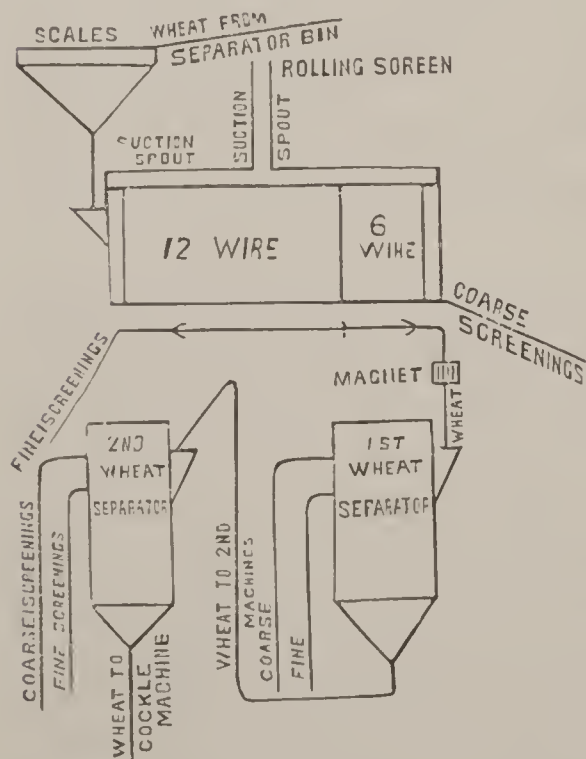 SCALES
WHEAT FROM
SEPARATOR BIN
ROLLING SOREEN
SUCTION
SPOUT
SUCTION
SPOUT
12 WIRE
6
WIRE
COARSE
SCREENINGS
MAGNET
WHEAT
FINE SCREENINGS
2ND
WHEAT
SEPARATOR
1ST
WHEAT
SEPARATOR
COARSE SCREENINGS
FINE SCREENINGS
WHEAT TO
COCKLE
MACHINE
WHEAT TO 2ND
MACHINES
COARSE
FINE